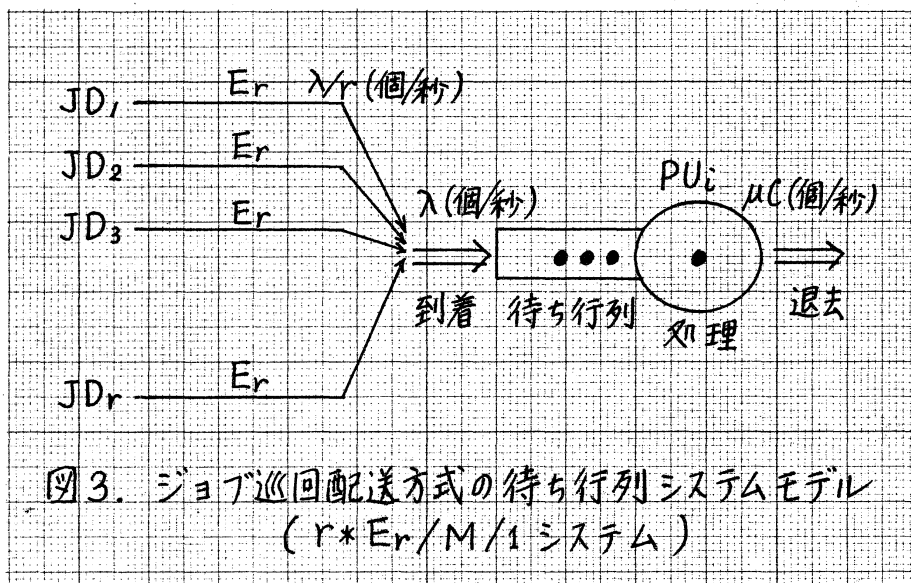 JD₁ Er λ/r (個/秒)
JD₂ Er
JD₃ Er
JDr Er
λ(個/秒)
到着
待ち行列
PUi
処理
μC(個/秒)
退去
図3. ジョブ巡回配送方式の待ち行列システムモデル
(r*Er/M/1システム)